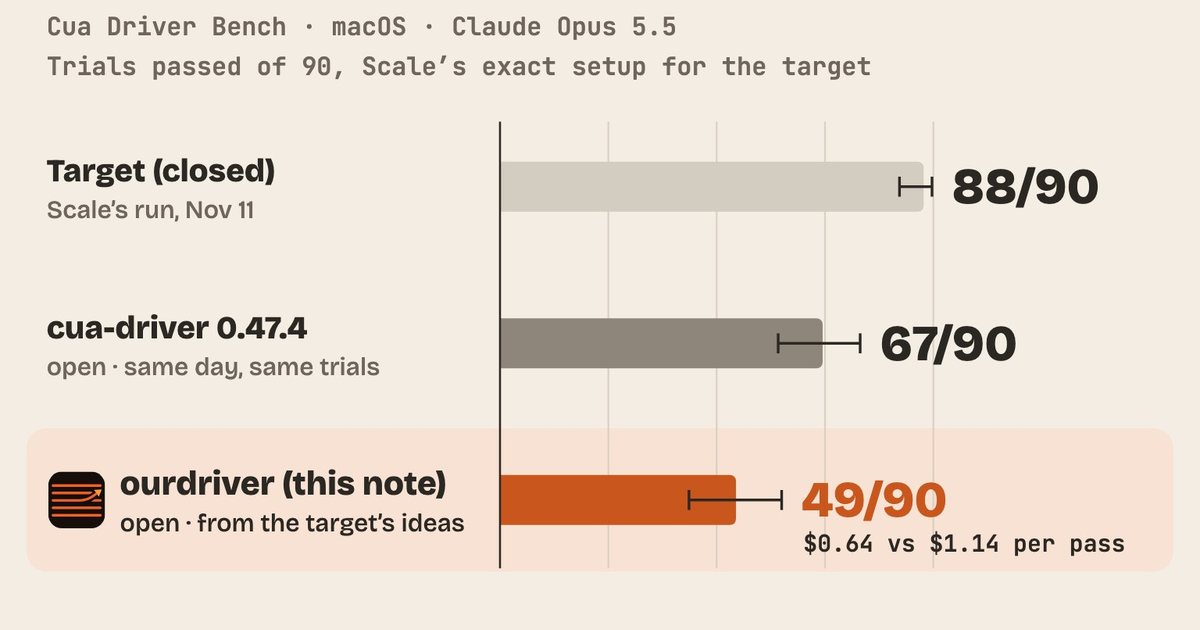 Cua Driver Bench · macOS · Claude Opus 5.5
Trials passed of 90, Scale’s exact setup for the target
Target (closed)
Scale’s run, Nov 11
88/90
cua-driver 0.47.4
open · same day, same trials
67/90
ourdriver (this note)
open · from the target’s ideas
49/90
$0.64 vs $1.14 per pass